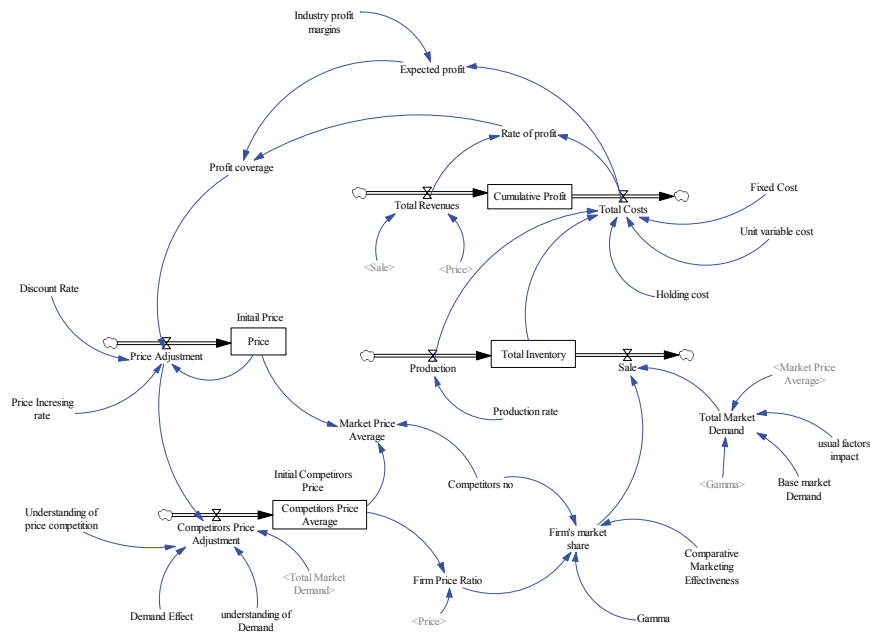 Industry profit
margins
Expected profit
Rate of profit
Profit coverage
Cumulative Profit
Total Revenues
Total Costs
Fixed Cost
Unit variable cost
<Sale>
<Price>
Holding cost
Discount Rate
Initail Price
Price
Price Adjustment
Total Inventory
Production
Sale
<Market Price
Average>
Price Incresing
rate
Production rate
Market Price
Average
Total Market
Demand
usual factors
impact
Initial Competirors
Price
Competitors no
<Gamma>
Base market
Demand
Understanding of
price competition
Competitrors Price
Average
Competirors Price
Adjustment
Firm's market
share
Comparative
Marketing
Effectiveness
<Total Market
Demand>
Firm Price Ratio
Demand Effect
understanding of
Demand
<Price>
Gamma